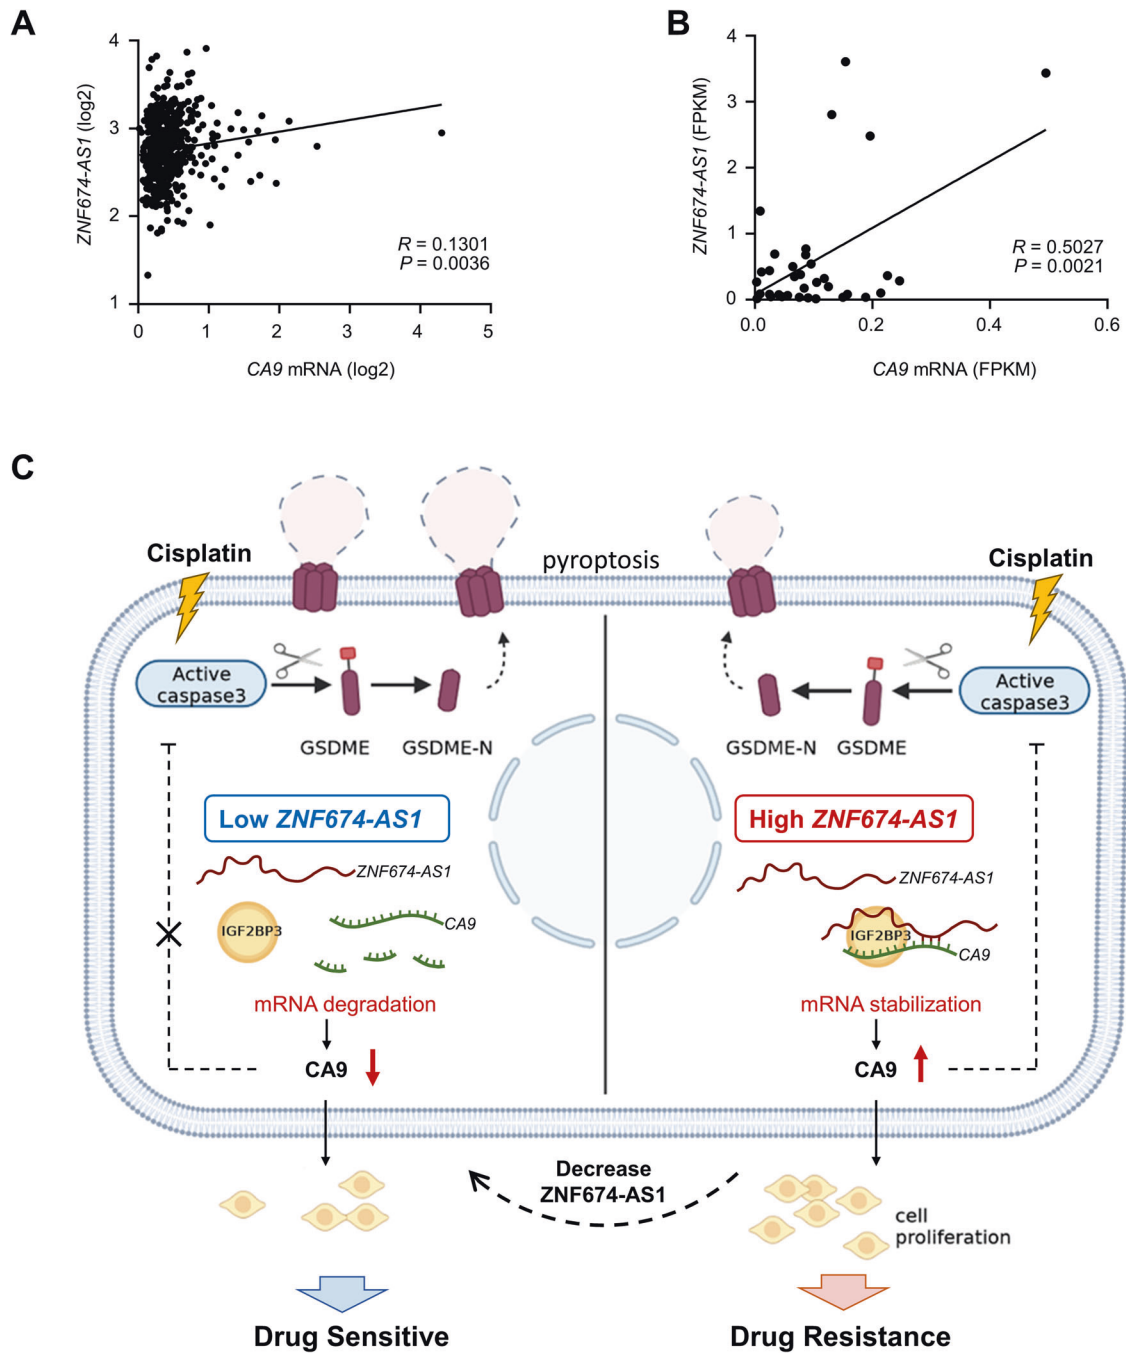 A
ZNF674-AS1 (log2)
4
3
2
1
0
1
2
3
4
5
R = 0.1301
P = 0.0036
CA9 mRNA (log2)
B
ZNF674-AS1 (FPKM)
4
3
2
1
0
0.0
0.2
0.4
0.6
R = 0.5027
P = 0.0021
CA9 mRNA (FPKM)
C
pyroptosis
Cisplatin
Active
caspase3
GSDME
GSDME-N
Low ZNF674-AS1
ZNF674-AS1
IGF2BP3
CA9
mRNA degradation
CA9
Cisplatin
Active
caspase3
GSDME-N
GSDME
High ZNF674-AS1
ZNF674-AS1
IGF2BP3
CA9
mRNA stabilization
CA9
Decrease
ZNF674-AS1
cell
proliferation
Drug Sensitive
Drug Resistance